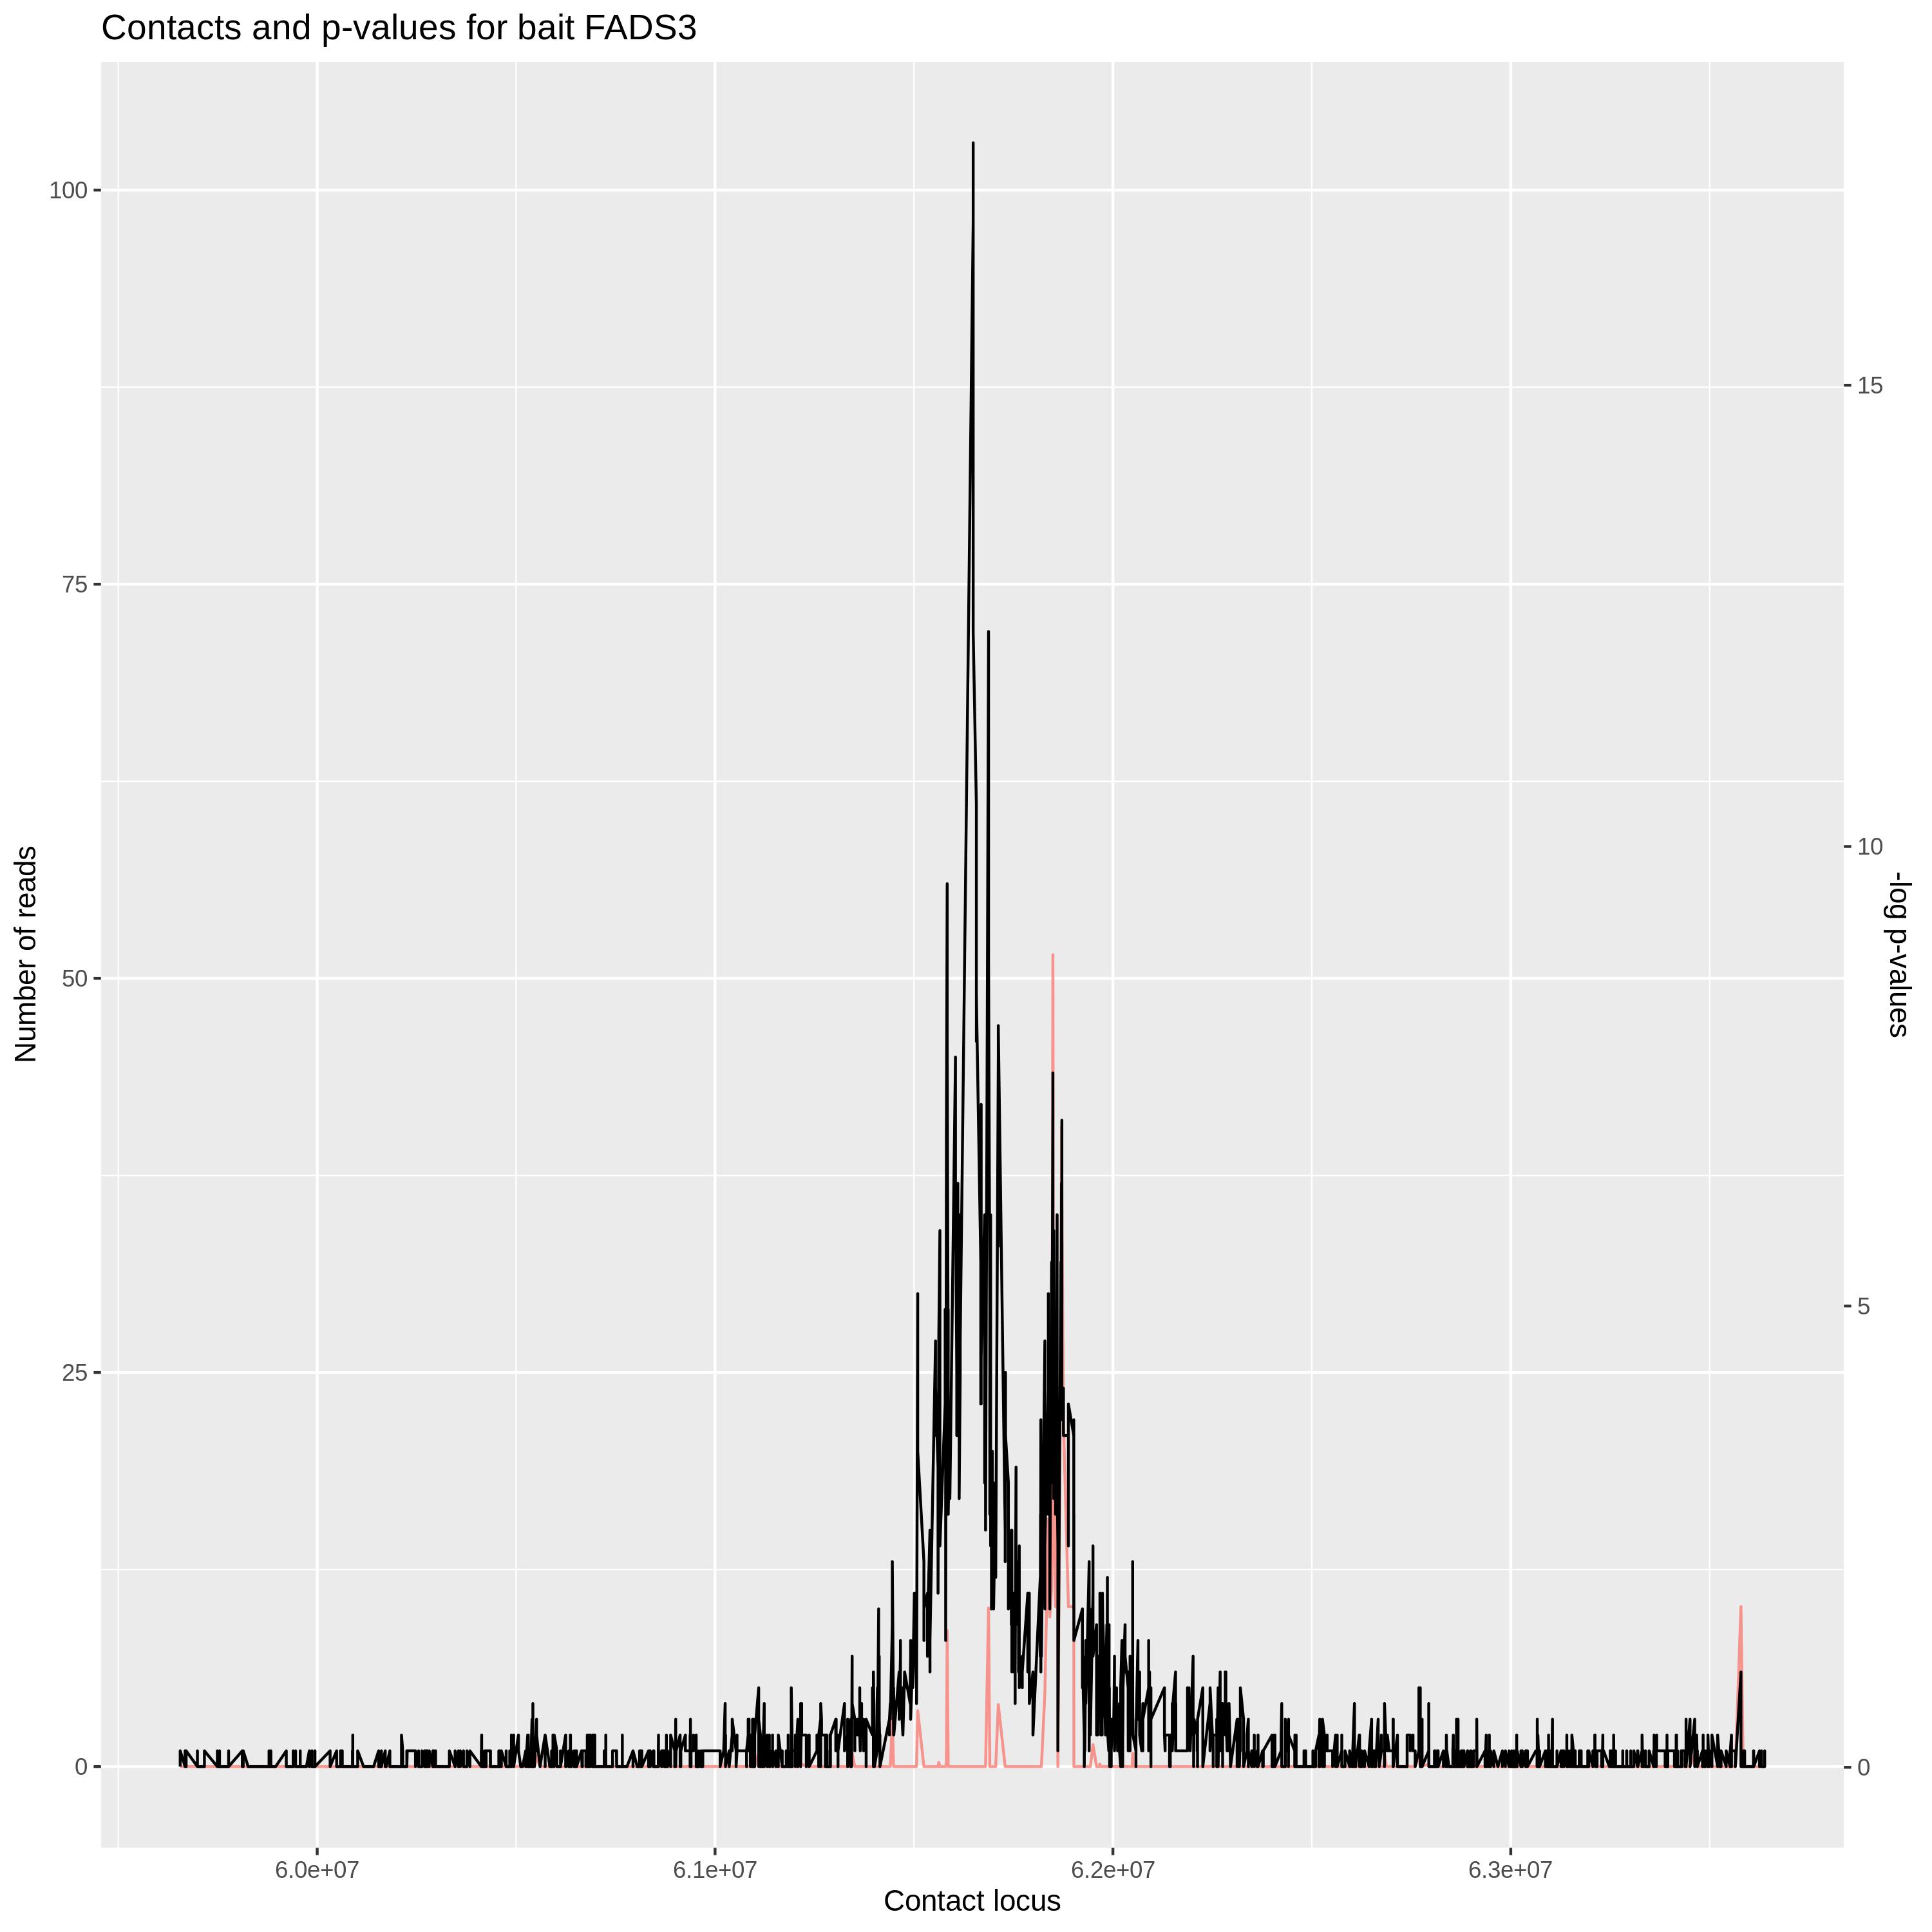 Contacts and p-values for bait FADS3
100
75
50
25
0
Number of reads
15
10
5
0
-log p-values
6.0e+07
6.1e+07
6.2e+07
6.3e+07
Contact locus